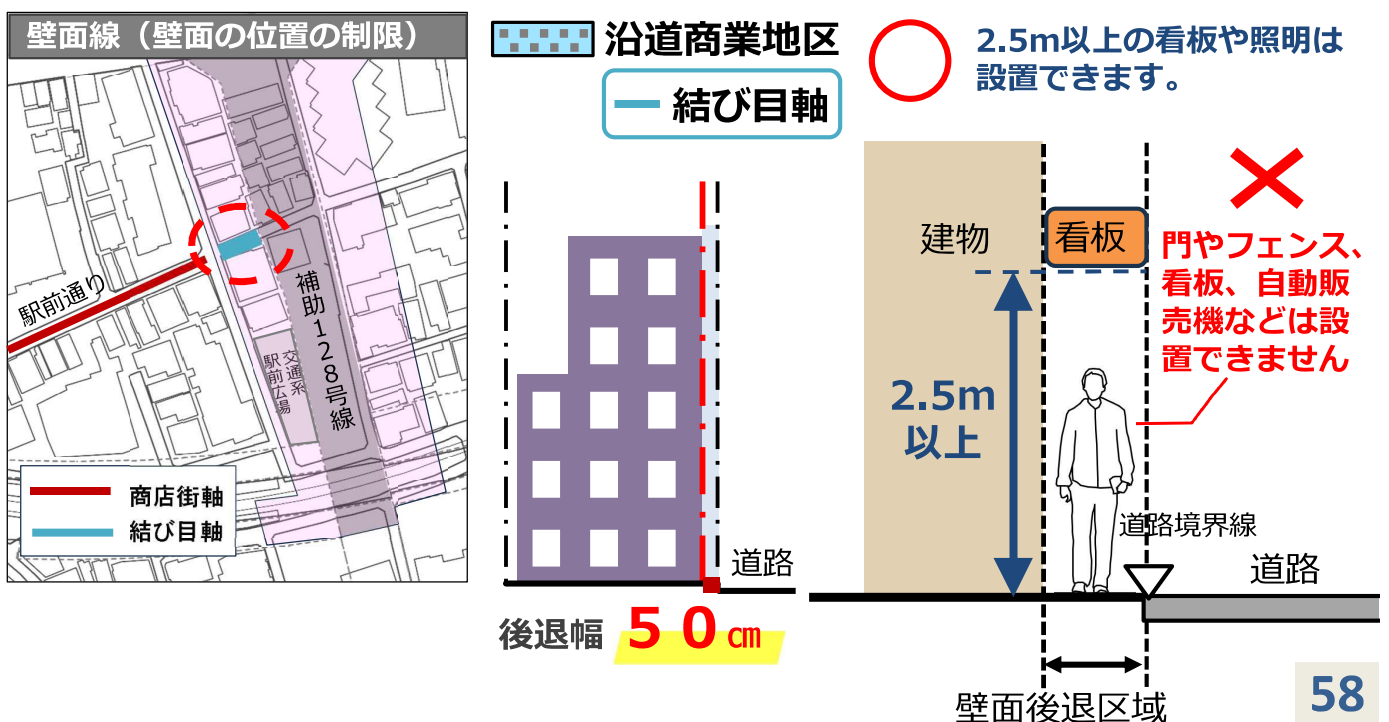 壁面線（壁面の位置の制限）
駅前通り
補助128号線
交通系
駅前広場
商店街軸
結び目軸
沿道商業地区
結び目軸
道路
後退幅 50㎝
2.5m以上の看板や照明は
設置できます。
建物
看板
門やフェンス、
看板、自動販
売機などは設
置できません
2.5m
以上
道路境界線
道路
壁面後退区域
58